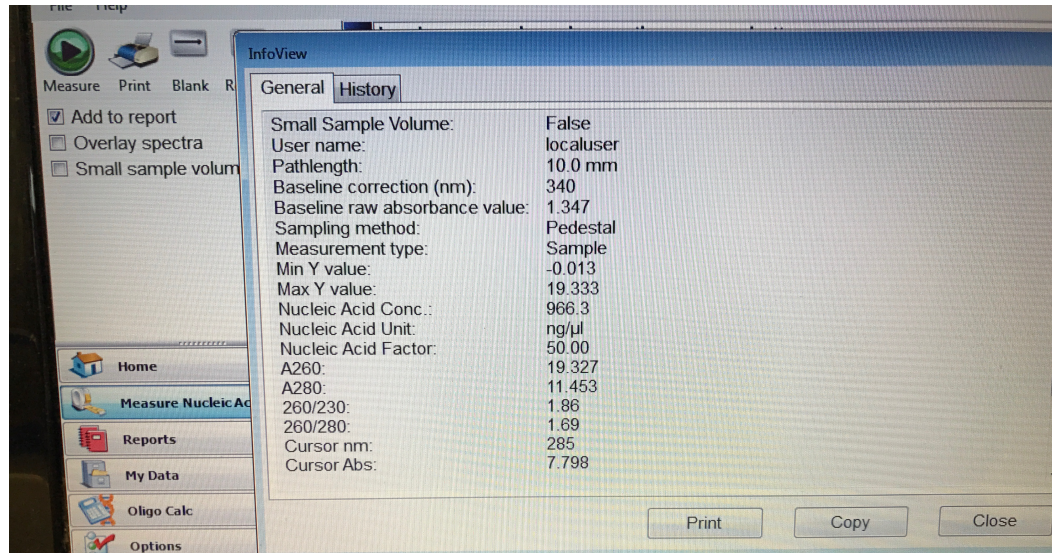 File Help
InfoView
Measure Print Blank R
General History
Add to report
Overlay spectra
Small sample volum
Small Sample Volume: False
User name: localuser
Pathlength: 10.0 mm
Baseline correction (nm): 340
Baseline raw absorbance value: 1.347
Sampling method: Pedestal
Measurement type: Sample
Min Y value: -0.013
Max Y value: 19.333
Nucleic Acid Conc.: 966.3
Nucleic Acid Unit: ng/µl
Nucleic Acid Factor: 50.00
A260: 19.327
A280: 11.453
260/230: 1.86
260/280: 1.69
Cursor nm: 285
Cursor Abs: 7.798
Home
Measure Nucleic Ac
Reports
My Data
Oligo Calc
Options
Print Copy Close